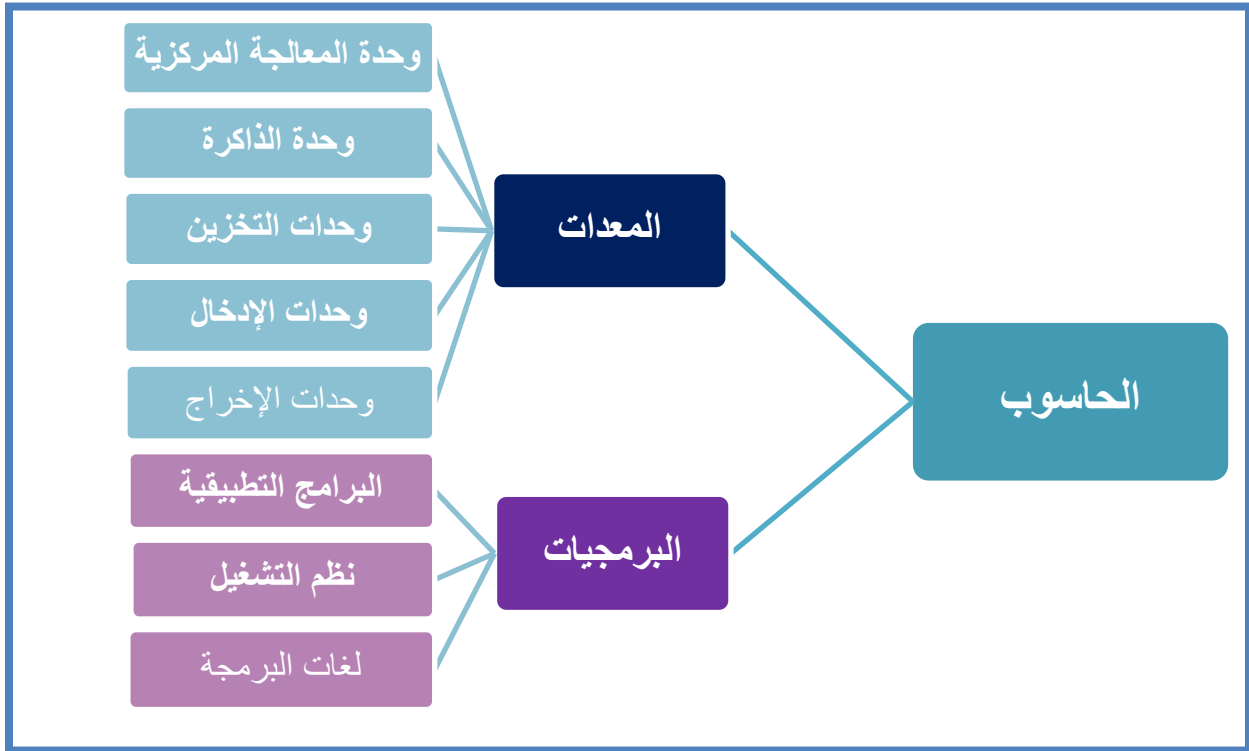 الحاسوب
المعدات
وحدة المعالجة المركزية
وحدة الذاكرة
وحدات التخزين
وحدات الإدخال
وحدات الإخراج
البرمجيات
البرامج التطبيقية
نظم التشغيل
لغات البرمجة